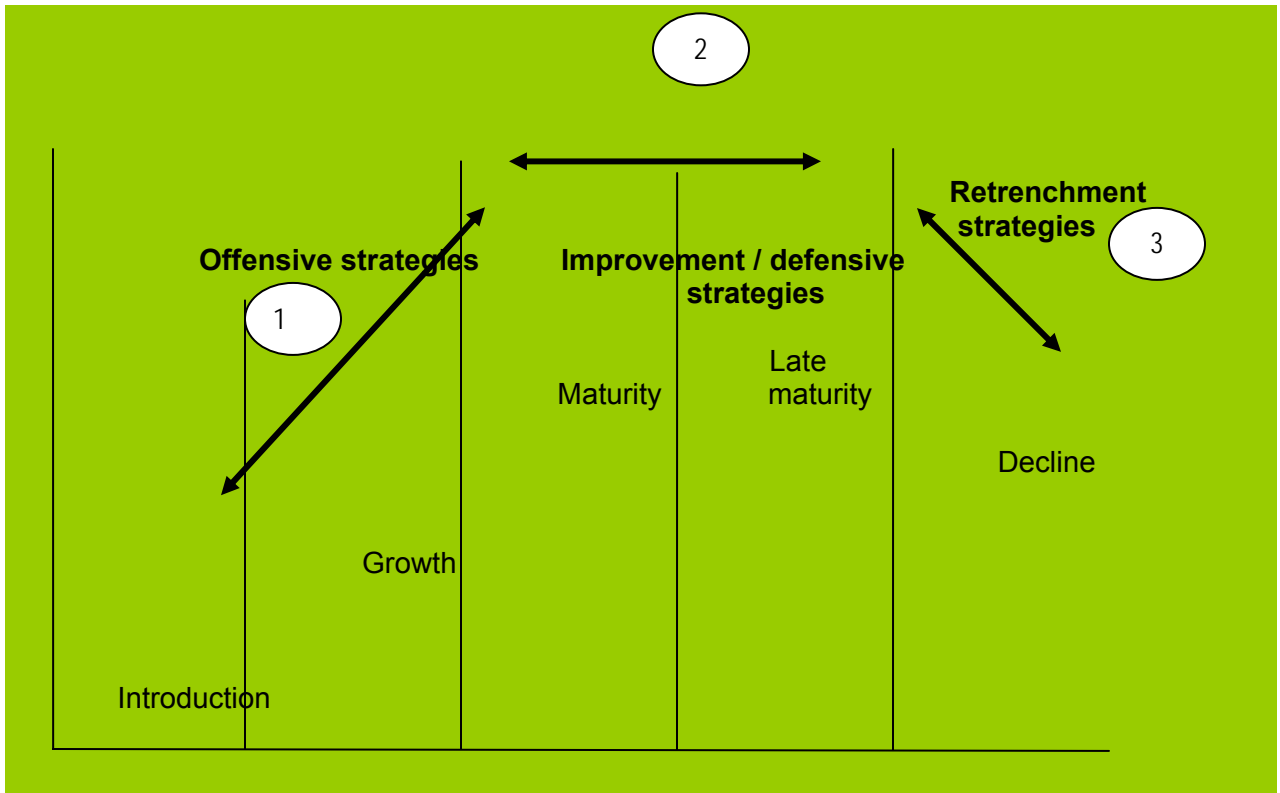 2
Retrenchment
strategies
3
Offensive strategies
Improvement / defensive
strategies
1
Late
maturity
Maturity
Decline
Growth
Introduction